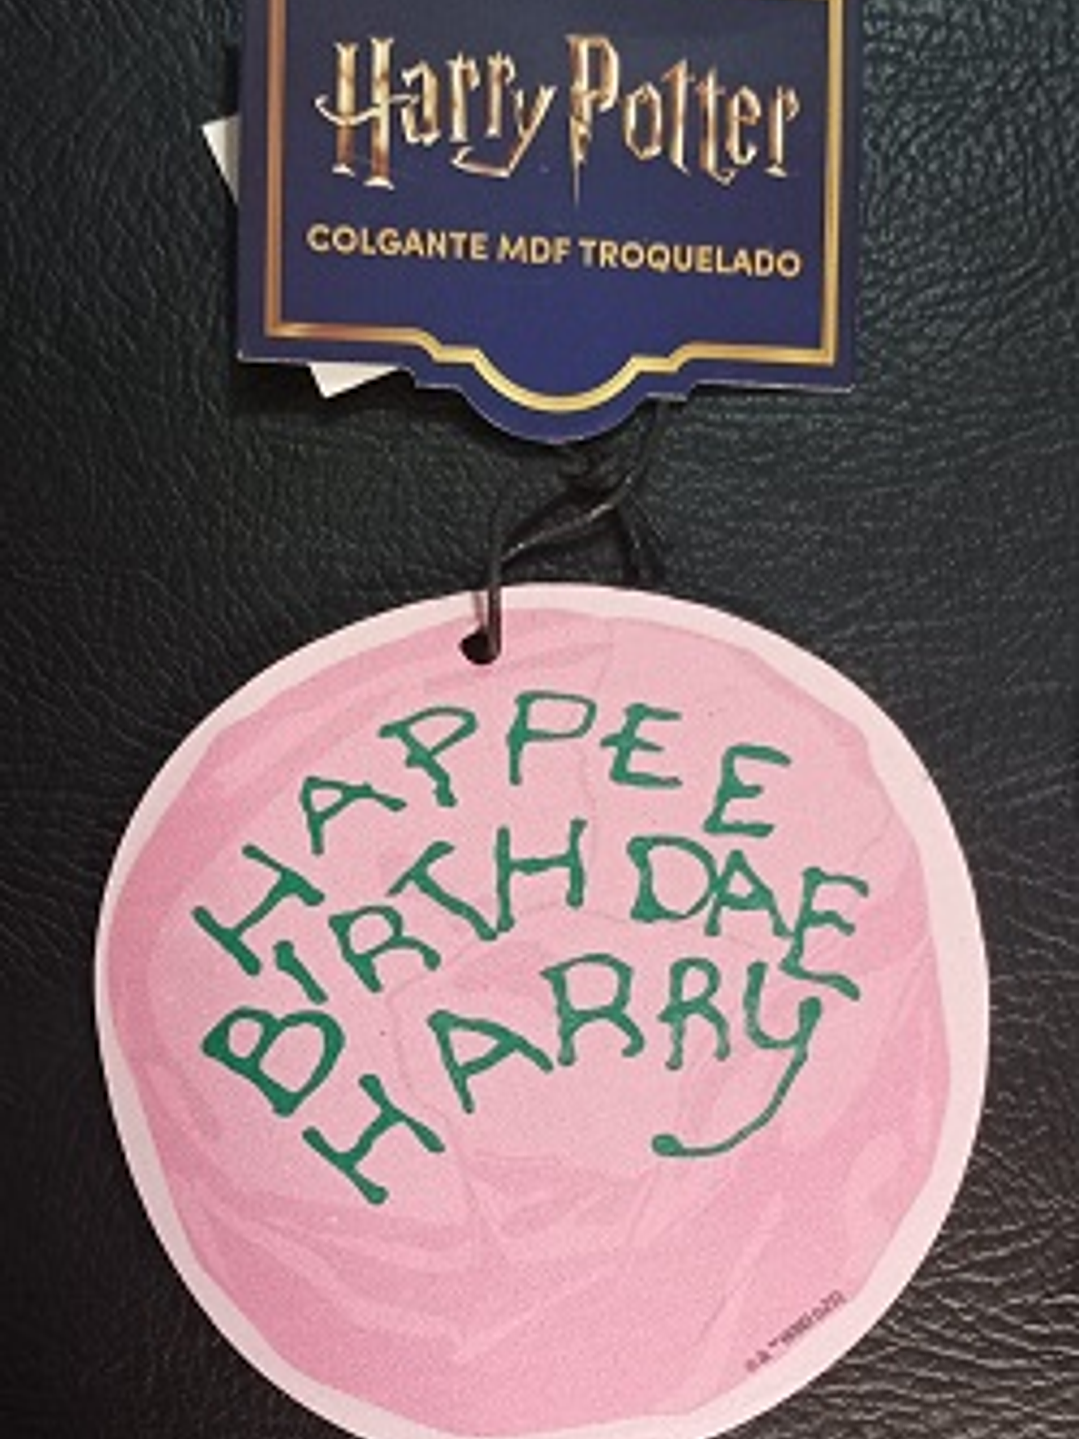 Harry Potter
COLGANTE MDF TROQUELADO
HAPPEE
BIRTHDAE
HARRY